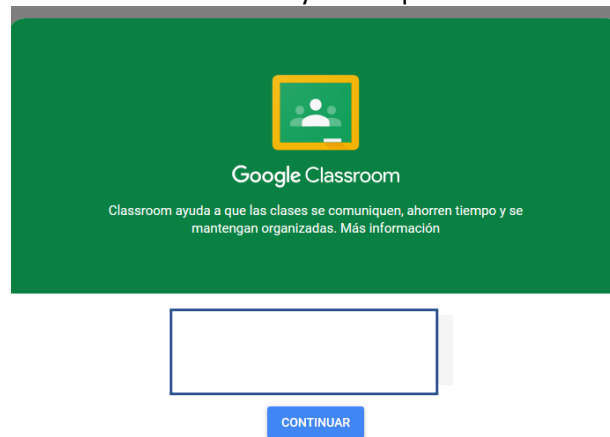 Google Classroom
Classroom ayuda a que las clases se comuniquen, ahorren tiempo y se
mantengan organizadas. Más información
CONTINUAR